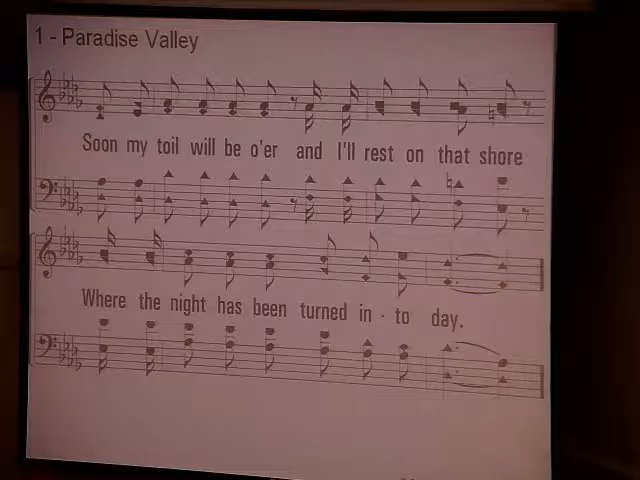 1 - Paradise Valley
Soon my toil will be o'er and I'll rest on that shore
Where the night has been turned in - to day.